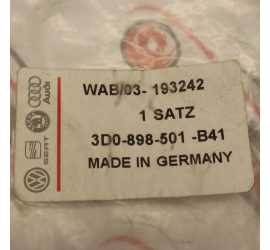 WAB/03- 193242
1 SATZ
3D0-898-501 -B41
MADE IN GERMANY
Audi
SEAT